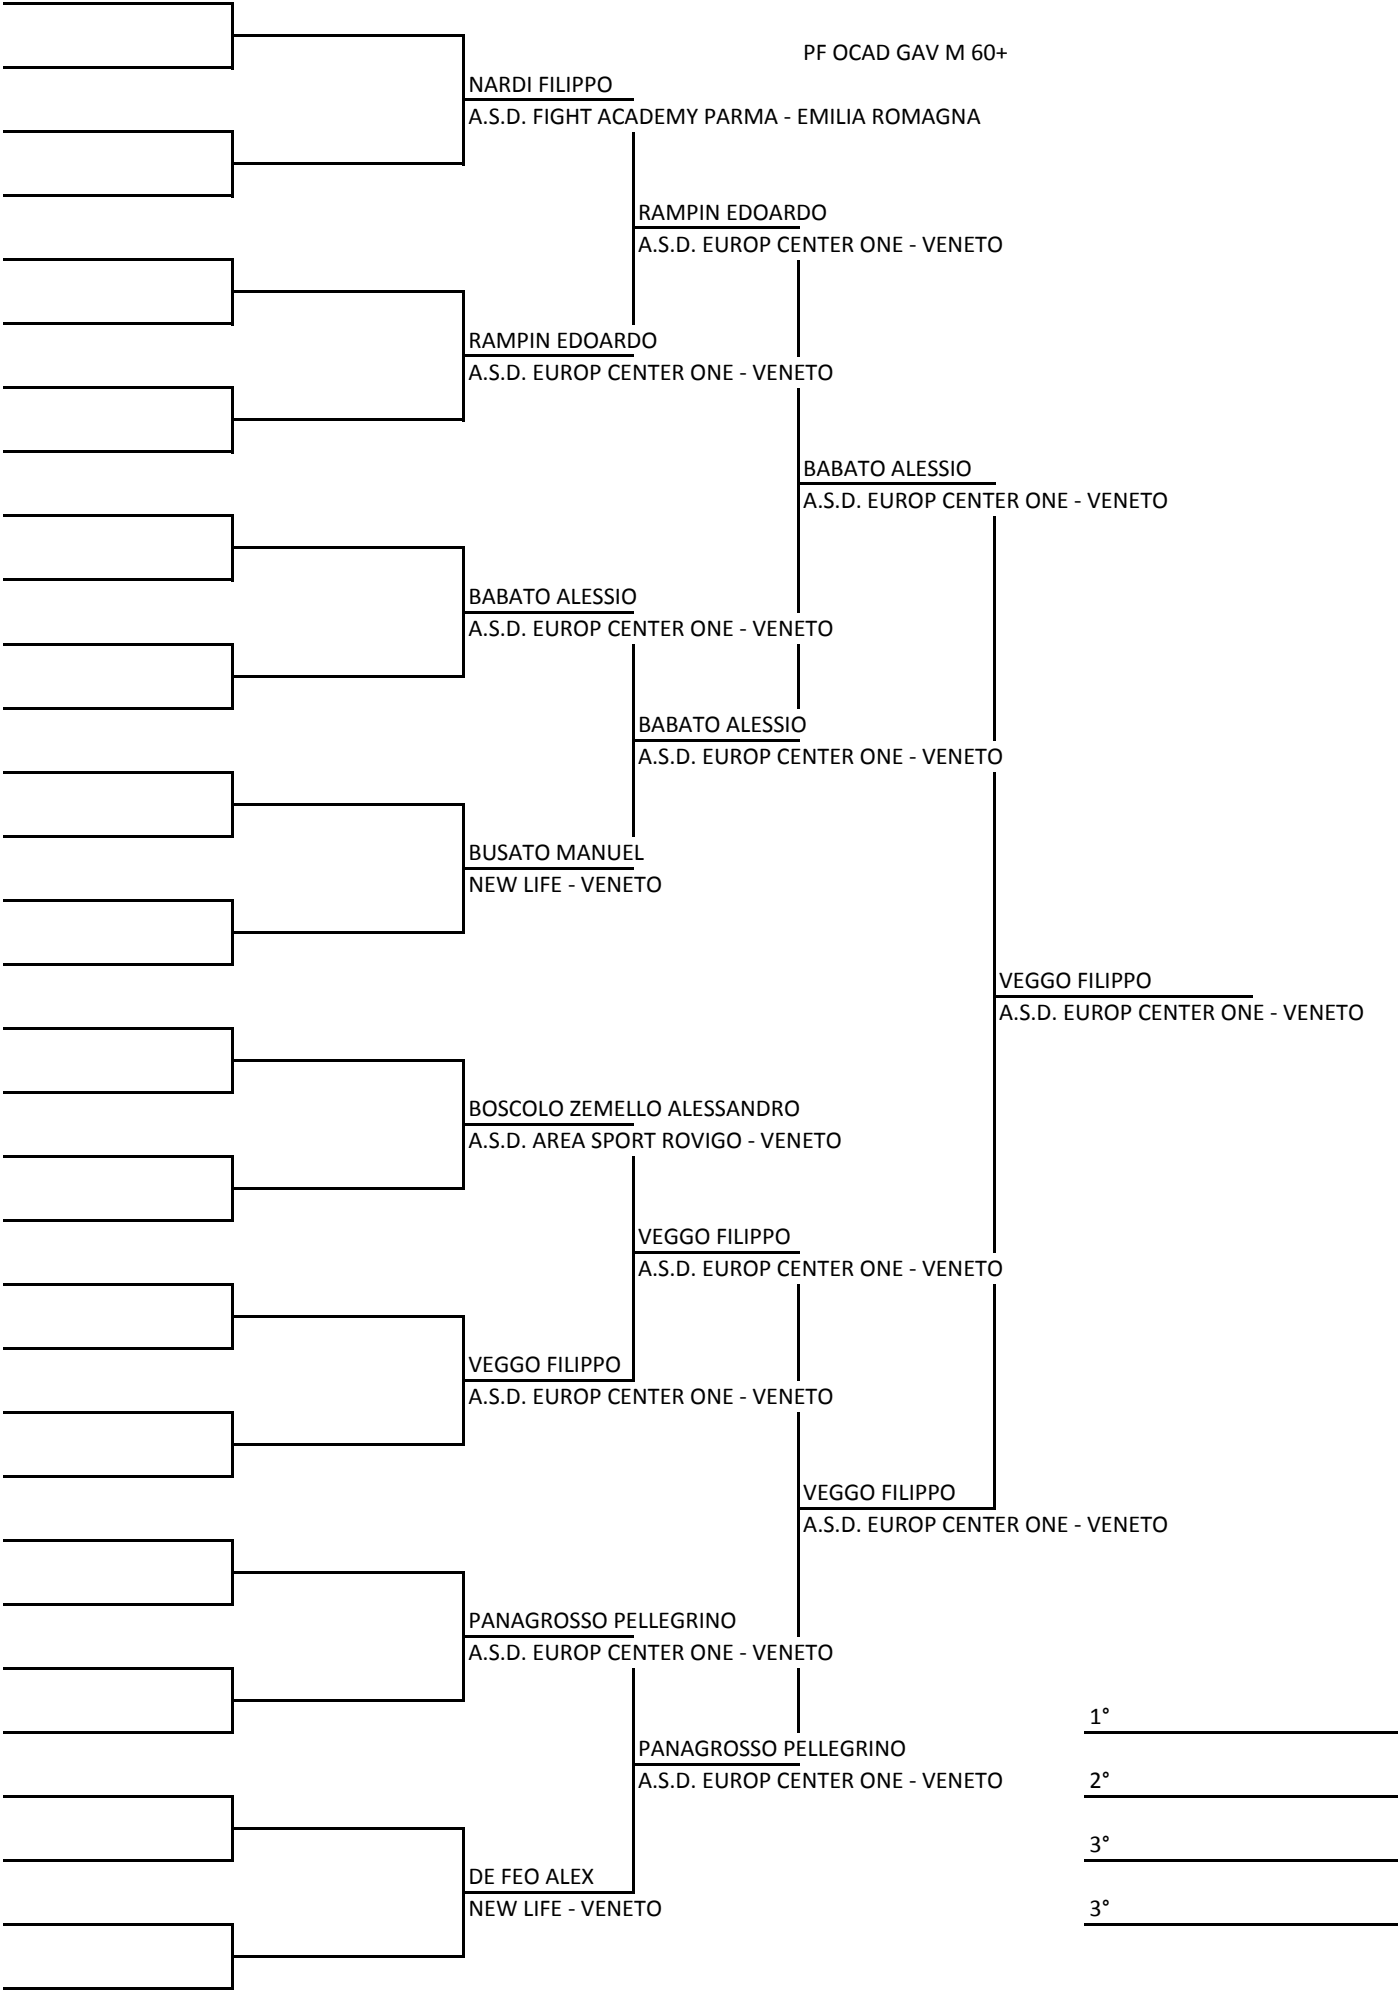 PF OCAD GAV M 60+
NARDI FILIPPO
A.S.D. FIGHT ACADEMY PARMA - EMILIA ROMAGNA
RAMPIN EDOARDO
A.S.D. EUROP CENTER ONE - VENETO
RAMPIN EDOARDO
A.S.D. EUROP CENTER ONE - VENETO
BABATO ALESSIO
A.S.D. EUROP CENTER ONE - VENETO
BABATO ALESSIO
A.S.D. EUROP CENTER ONE - VENETO
BABATO ALESSIO
A.S.D. EUROP CENTER ONE - VENETO
BUSATO MANUEL
NEW LIFE - VENETO
VEGGO FILIPPO
A.S.D. EUROP CENTER ONE - VENETO
BOSCOLO ZEMELLO ALESSANDRO
A.S.D. AREA SPORT ROVIGO - VENETO
VEGGO FILIPPO
A.S.D. EUROP CENTER ONE - VENETO
VEGGO FILIPPO
A.S.D. EUROP CENTER ONE - VENETO
VEGGO FILIPPO
A.S.D. EUROP CENTER ONE - VENETO
PANAGROSSO PELLEGRINO
A.S.D. EUROP CENTER ONE - VENETO
1°
PANAGROSSO PELLEGRINO
A.S.D. EUROP CENTER ONE - VENETO
2°
3°
DE FEO ALEX
NEW LIFE - VENETO
3°